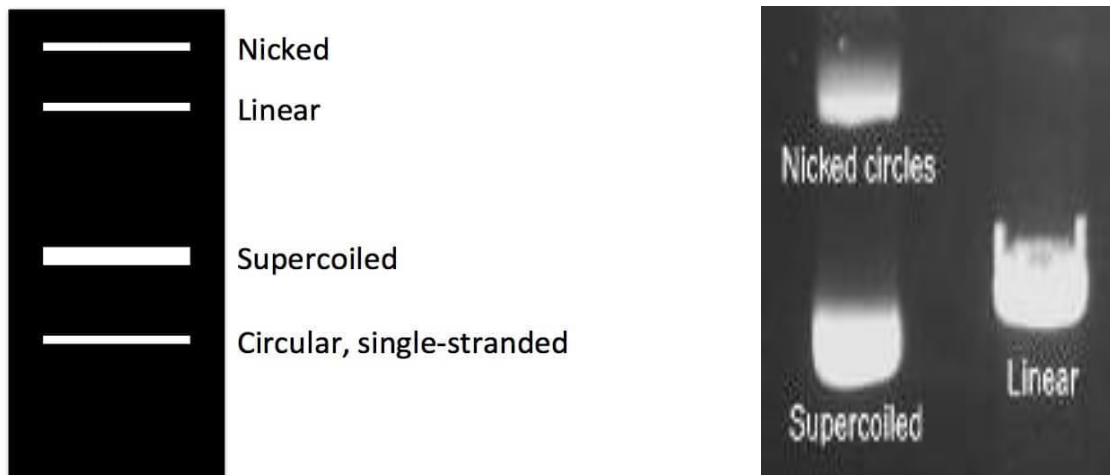 Nicked
Linear
Supercoiled
Circular, single-stranded
Nicked circles
Linear
Supercoiled